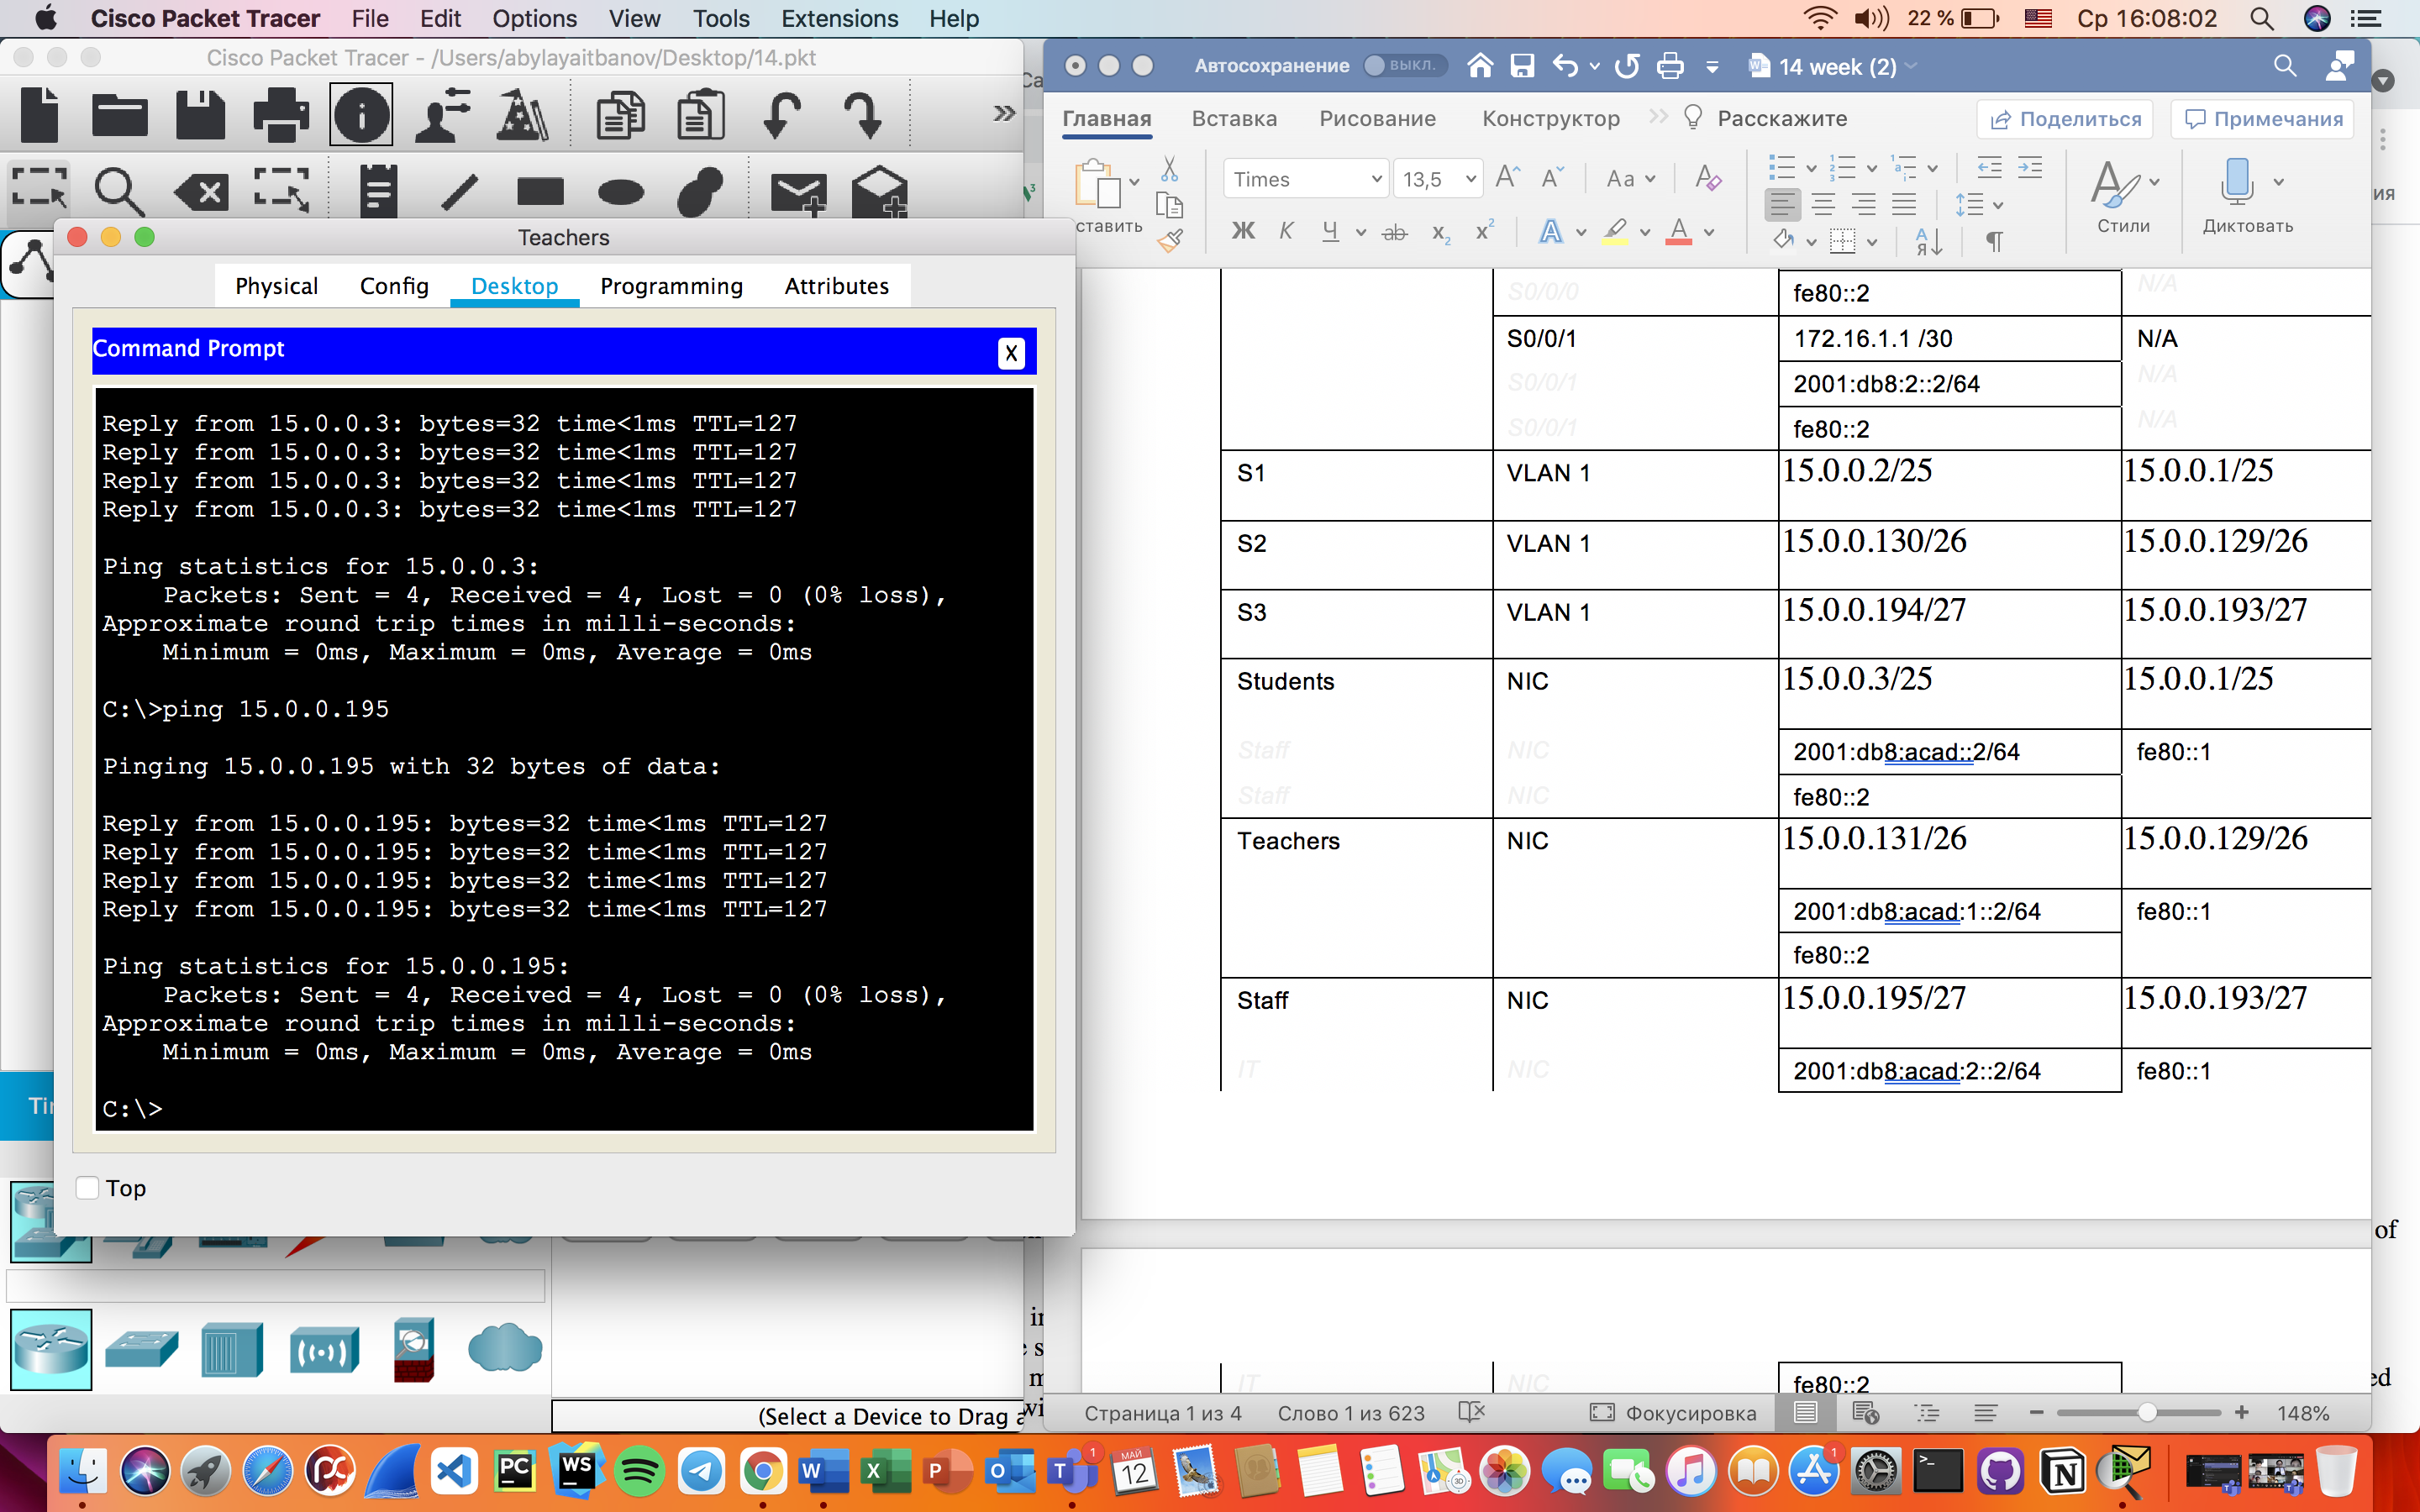 Cisco Packet Tracer File Edit Options View Tools Extensions Help 22 % Ср 16:08:02
Cisco Packet Tracer - /Users/abylayaitbanov/Desktop/14.pkt
Teachers
Physical Config Desktop Programming Attributes
Command Prompt
X
Reply from 15.0.0.3: bytes=32 time<1ms TTL=127
Reply from 15.0.0.3: bytes=32 time<1ms TTL=127
Reply from 15.0.0.3: bytes=32 time<1ms TTL=127
Reply from 15.0.0.3: bytes=32 time<1ms TTL=127
Ping statistics for 15.0.0.3:
Packets: Sent = 4, Received = 4, Lost = 0 (0% loss),
Approximate round trip times in milli-seconds:
Minimum = 0ms, Maximum = 0ms, Average = 0ms
C:\>ping 15.0.0.195
Pinging 15.0.0.195 with 32 bytes of data:
Reply from 15.0.0.195: bytes=32 time<1ms TTL=127
Reply from 15.0.0.195: bytes=32 time<1ms TTL=127
Reply from 15.0.0.195: bytes=32 time<1ms TTL=127
Reply from 15.0.0.195: bytes=32 time<1ms TTL=127
Ping statistics for 15.0.0.195:
Packets: Sent = 4, Received = 4, Lost = 0 (0% loss),
Approximate round trip times in milli-seconds:
Minimum = 0ms, Maximum = 0ms, Average = 0ms
C:\>
Top
(Select a Device to Drag a
Автосохранение ВЫКЛ. 14 week (2)
Главная Вставка Рисование Конструктор Расскажите Поделиться Примечания
Times 13,5
ставить Стили Диктовать
S0/0/0 fe80::2 N/A
S0/0/1 172.16.1.1 /30 N/A
S0/0/1 2001:db8:2::2/64 N/A
S0/0/1 fe80::2 N/A
S1 VLAN 1 15.0.0.2/25 15.0.0.1/25
S2 VLAN 1 15.0.0.130/26 15.0.0.129/26
S3 VLAN 1 15.0.0.194/27 15.0.0.193/27
Students NIC 15.0.0.3/25 15.0.0.1/25
Staff NIC 2001:db8:acad::2/64 fe80::1
Staff NIC fe80::2
Teachers NIC 15.0.0.131/26 15.0.0.129/26
2001:db8:acad:1::2/64 fe80::1
fe80::2
Staff NIC 15.0.0.195/27 15.0.0.193/27
IT NIC 2001:db8:acad:2::2/64 fe80::1
IT NIC fe80::2
of
ed
Страница 1 из 4 Слово 1 из 623 Фокусировка 148%
МАЙ
12